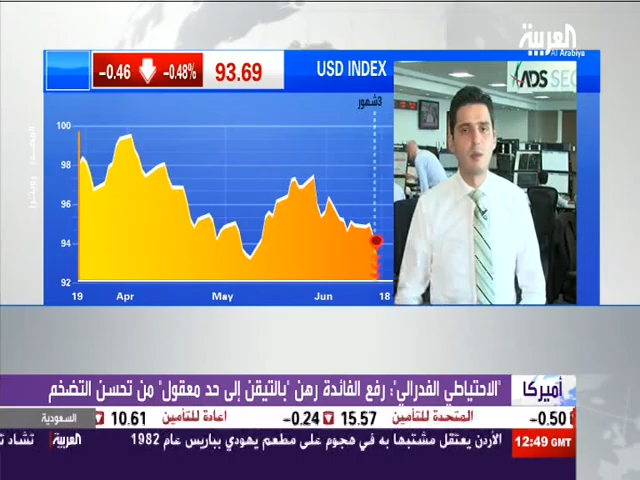 العربية
Al Arabiya
-0.46 -0.48% 93.69 USD INDEX
ADS SEC
3شهور
100
98
96
94
92
19 Apr May Jun 18
أميركا "الاحتياطي الفدرالي": رفع الفائدة رهن "بالتيقن إلى حد معقول" من تحسن التضخم
-0.50 المتحدة للتأمين 15.57 -0.24 اعادة للتأمين 10.61 السعودية
12:49 GMT الأردن يعتقل مشتبها به في هجوم على مطعم يهودي بباريس عام 1982 العربية تشاد